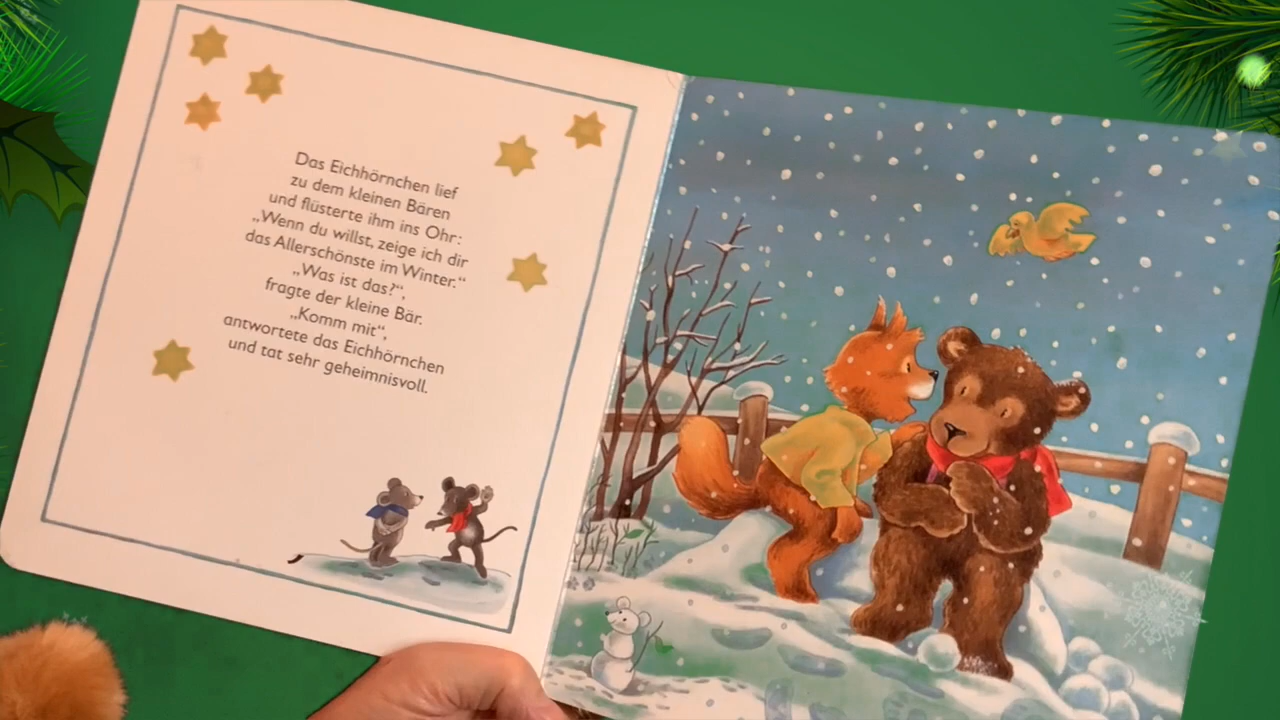 Das Eichhörnchen lief
zu dem kleinen Bären
und flüsterte ihm ins Ohr:
„Wenn du willst, zeige ich dir
das Allerschönste im Winter.“
„Was ist das?“,
fragte der kleine Bär.
„Komm mit“,
antwortete das Eichhörnchen
und tat sehr geheimnisvoll.